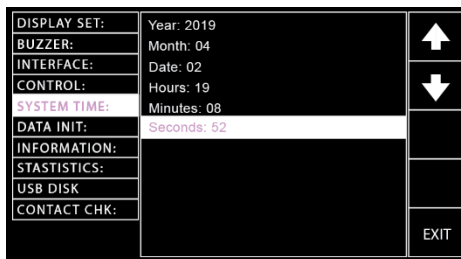 DISPLAY SET:
BUZZER:
INTERFACE:
CONTROL:
SYSTEM TIME:
DATA INIT:
INFORMATION:
STASTISTICS:
USB DISK
CONTACT CHK:
Year: 2019
Month: 04
Date: 02
Hours: 19
Minutes: 08
Seconds: 52
EXIT